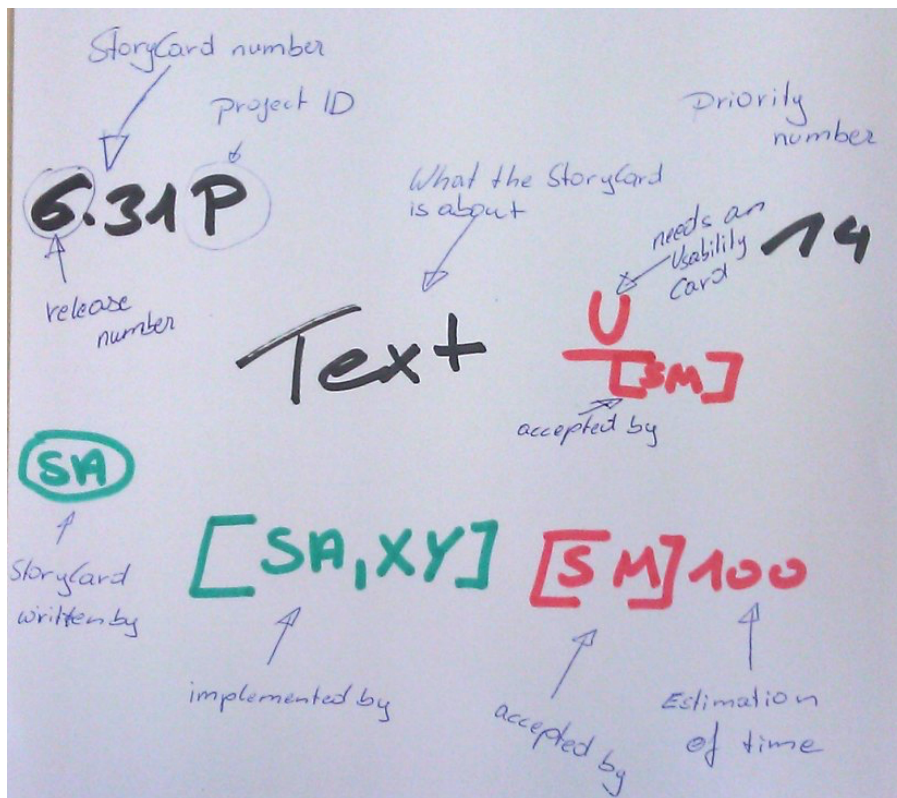 StoryCard number
project ID
Priority
number
6.31P
What the StoryCard
is about
needs an
Usability
Card
14
release
number
Text
U
[SM]
accepted by
SA
StoryCard
written by
[SA, XY]
[SM] 100
implemented by
accepted
by
Estimation
of time